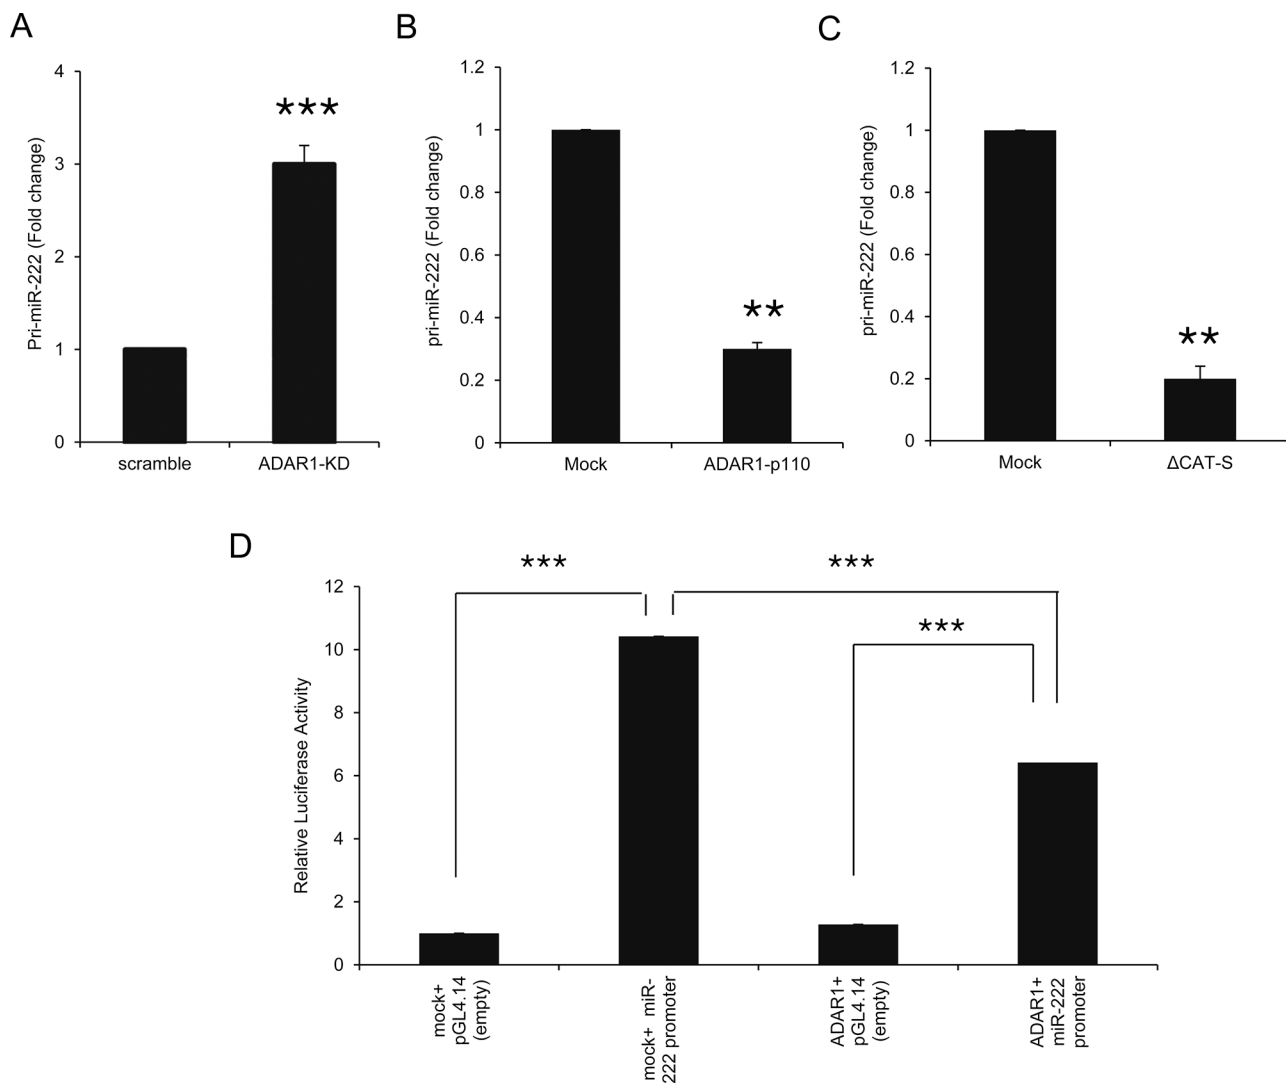 A
Pri-miR-222 (Fold change)
4
3
2
1
0
***
scramble
ADAR1-KD
B
pri-miR-222 (Fold change)
1.2
1
0.8
0.6
0.4
0.2
0
**
Mock
ADAR1-p110
C
pri-miR-222 (Fold change)
1.2
1
0.8
0.6
0.4
0.2
0
**
Mock
ΔCAT-S
D
Relative Luciferase Activity
12
10
8
6
4
2
0
***
***
***
mock+
pGL4.14
(empty)
mock+ miR-
222 promoter
ADAR1+
pGL4.14
(empty)
ADAR1+
miR-222
promoter